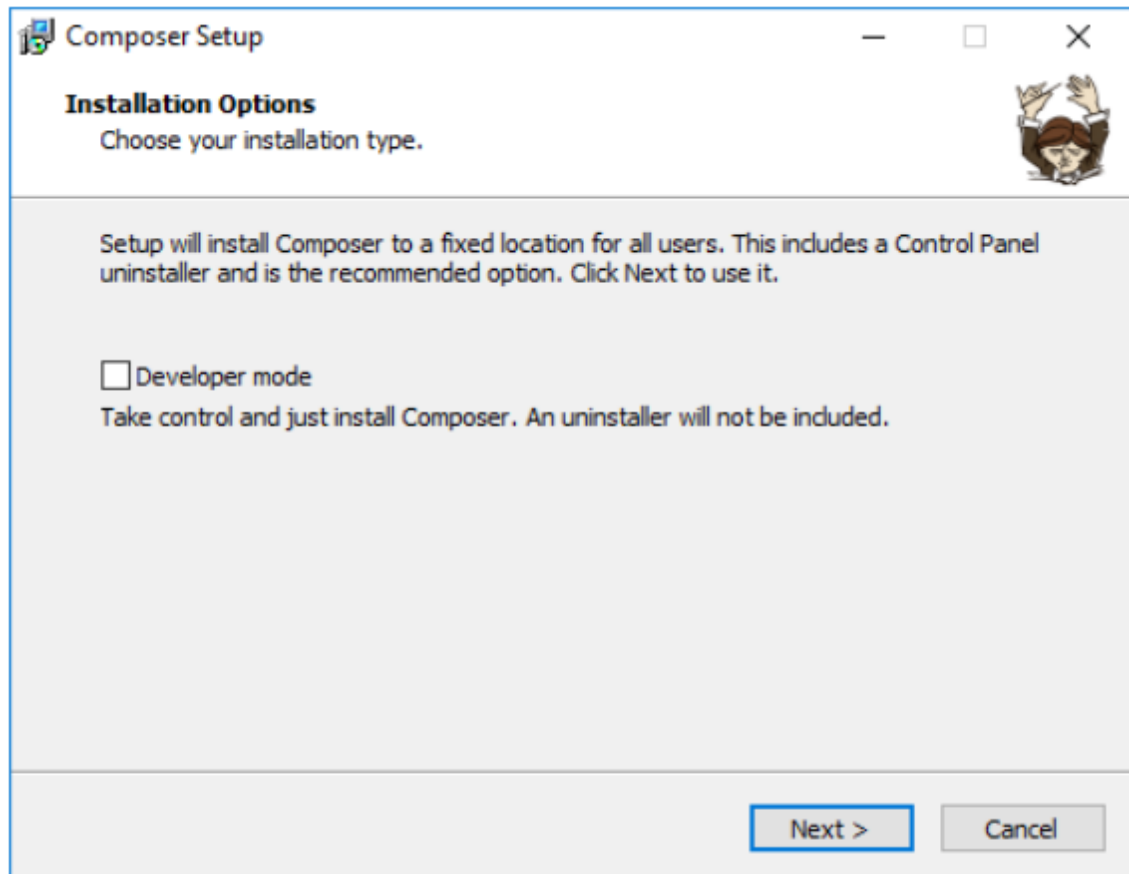 Composer Setup
Installation Options
Choose your installation type.
Setup will install Composer to a fixed location for all users. This includes a Control Panel
uninstaller and is the recommended option. Click Next to use it.
Developer mode
Take control and just install Composer. An uninstaller will not be included.
Next >
Cancel